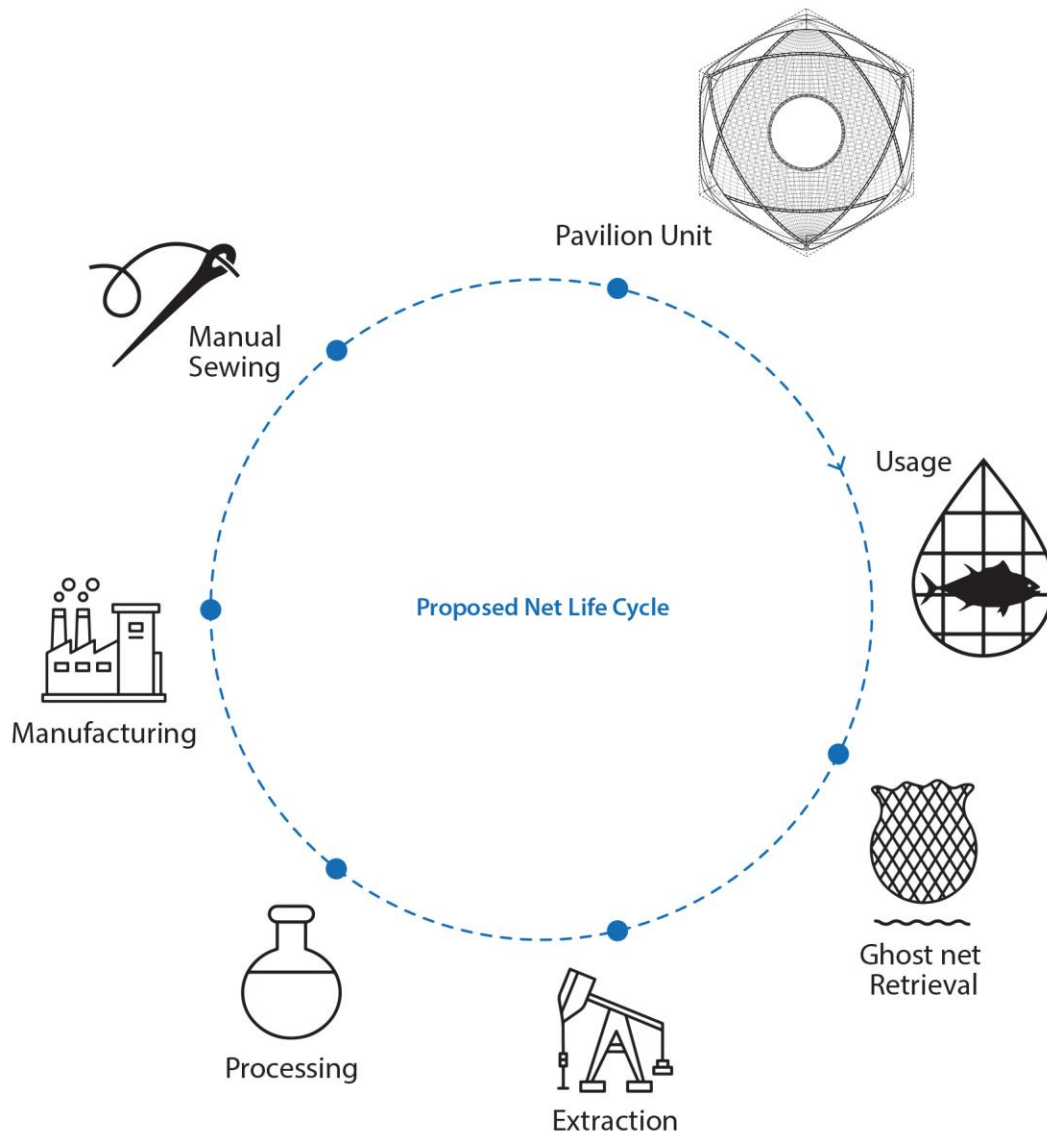 Pavilion Unit
Manual
Sewing
Usage
Proposed Net Life Cycle
Manufacturing
Ghost net
Retrieval
Processing
Extraction